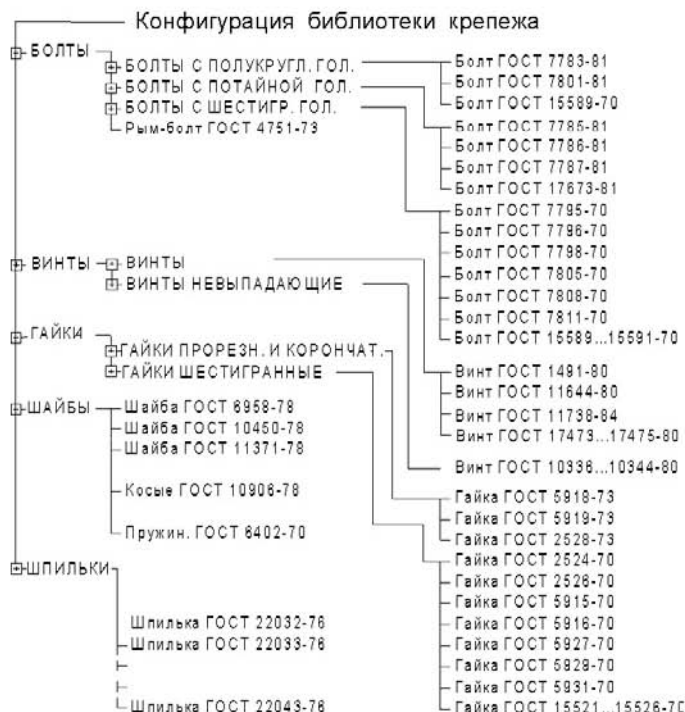 Конфигурация библиотеки крепежа
БОЛТЫ
БОЛТЫ С ПОЛУКРУГЛ. ГОЛ.
БОЛТЫ С ПОТАЙНОЙ ГОЛ.
БОЛТЫ С ШЕСТИГР. ГОЛ.
Рым-болт ГОСТ 4751-73
Болт ГОСТ 7783-81
Болт ГОСТ 7801-81
Болт ГОСТ 15589-70
Болт ГОСТ 7785-81
Болт ГОСТ 7786-81
Болт ГОСТ 7787-81
Болт ГОСТ 17673-81
Болт ГОСТ 7795-70
Болт ГОСТ 7796-70
Болт ГОСТ 7798-70
Болт ГОСТ 7805-70
Болт ГОСТ 7808-70
Болт ГОСТ 7811-70
Болт ГОСТ 15589...15591-70
ВИНТЫ
ВИНТЫ
ВИНТЫ НЕВЫПАДАЮЩИЕ
Винт ГОСТ 1491-80
Винт ГОСТ 11644-80
Винт ГОСТ 11738-84
Винт ГОСТ 17473...17475-80
Винт ГОСТ 10336...10344-80
ГАЙКИ
ГАЙКИ ПРОРЕЗН. И КОРОНЧАТ.
ГАЙКИ ШЕСТИГРАННЫЕ
Гайка ГОСТ 5918-73
Гайка ГОСТ 5919-73
Гайка ГОСТ 2528-73
Гайка ГОСТ 2524-70
Гайка ГОСТ 2526-70
Гайка ГОСТ 5915-70
Гайка ГОСТ 5916-70
Гайка ГОСТ 5927-70
Гайка ГОСТ 5929-70
Гайка ГОСТ 5931-70
Гайка ГОСТ 15521...15526-70
ШАЙБЫ
Шайба ГОСТ 6958-78
Шайба ГОСТ 10450-78
Шайба ГОСТ 11371-78
Косые ГОСТ 10906-78
Пружин. ГОСТ 6402-70
ШПИЛЬКИ
Шпилька ГОСТ 22032-76
Шпилька ГОСТ 22033-76
Шпилька ГОСТ 22043-76